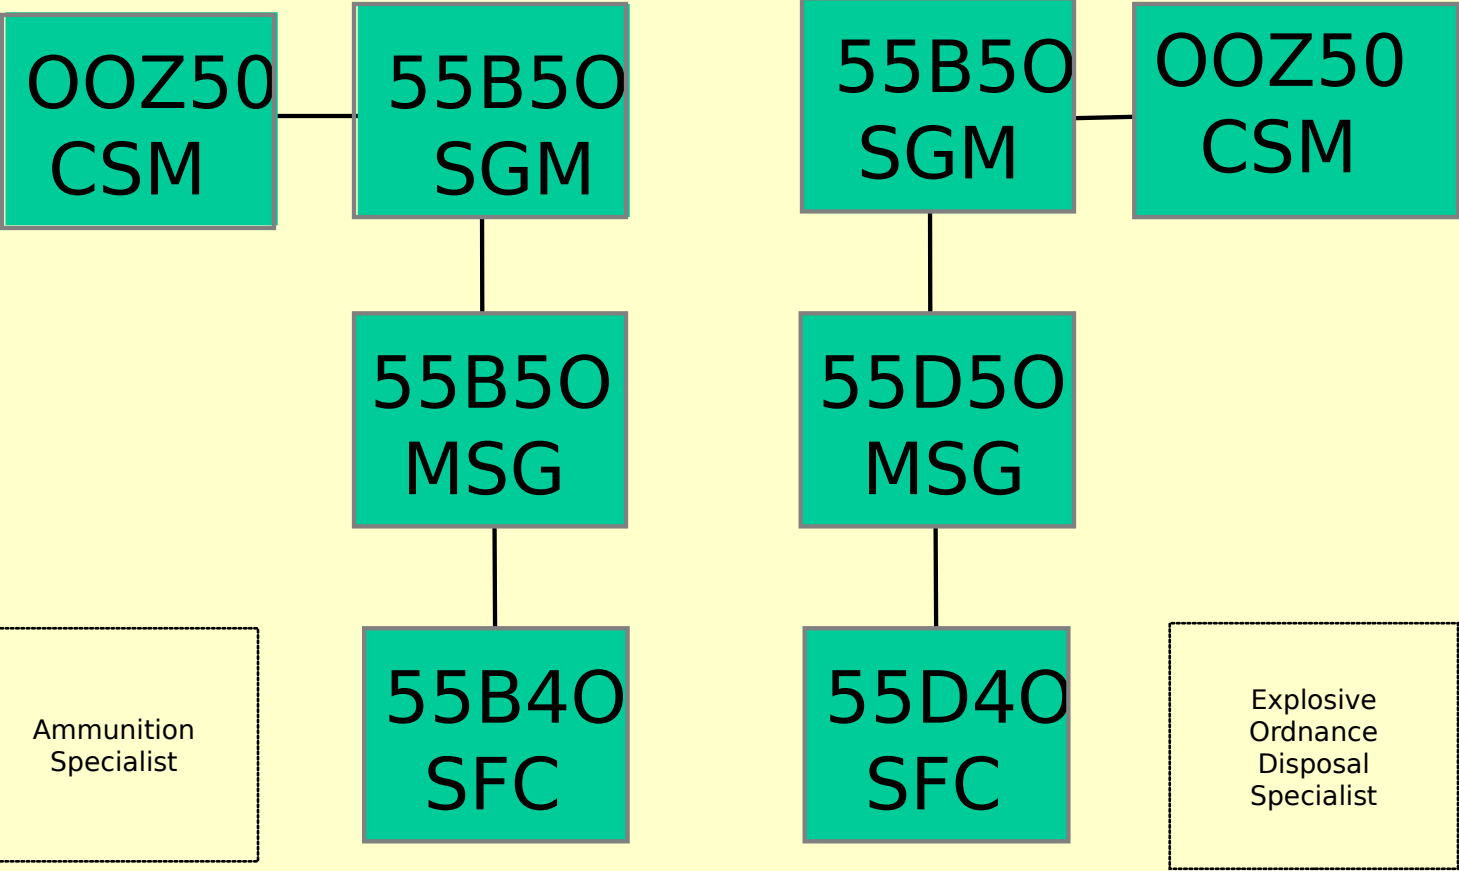 OOZ50
CSM
55B5O
SGM
55B5O
SGM
OOZ50
CSM
55B5O
MSG
55D5O
MSG
Ammunition
Specialist
55B4O
SFC
55D4O
SFC
Explosive
Ordnance
Disposal
Specialist